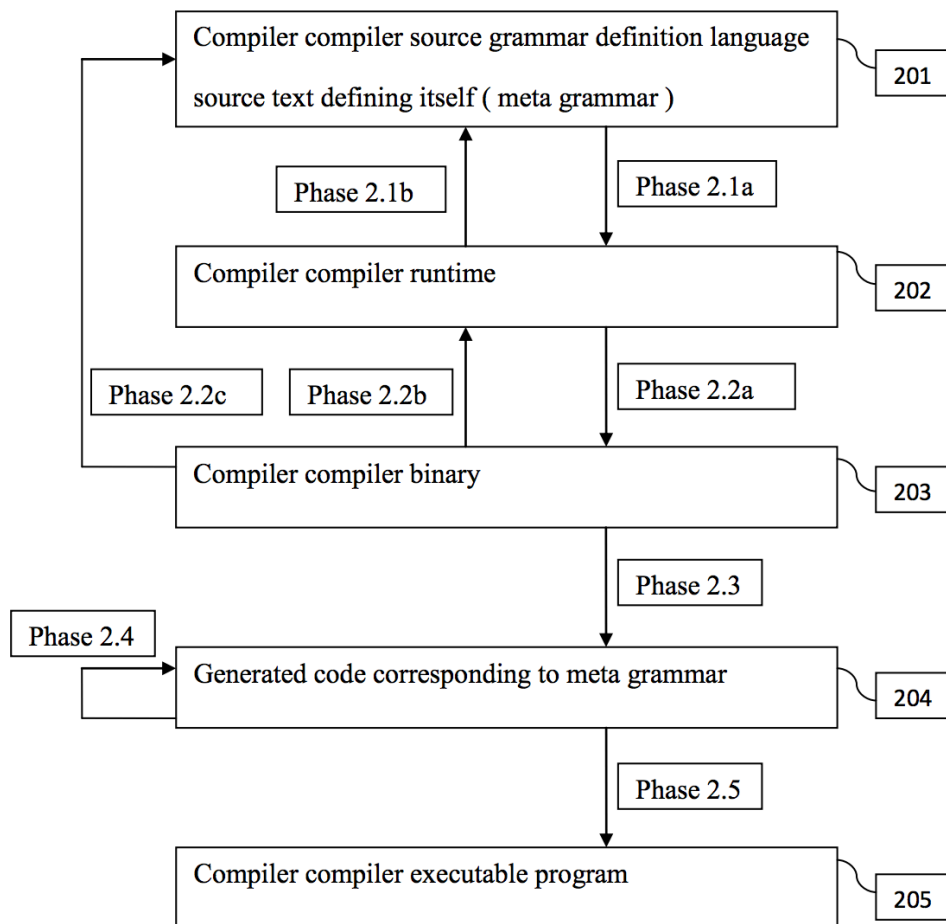 Compiler compiler source grammar definition language
source text defining itself ( meta grammar )
201
Phase 2.1b
Phase 2.1a
Compiler compiler runtime
202
Phase 2.2c
Phase 2.2b
Phase 2.2a
Compiler compiler binary
203
Phase 2.3
Phase 2.4
Generated code corresponding to meta grammar
204
Phase 2.5
Compiler compiler executable program
205